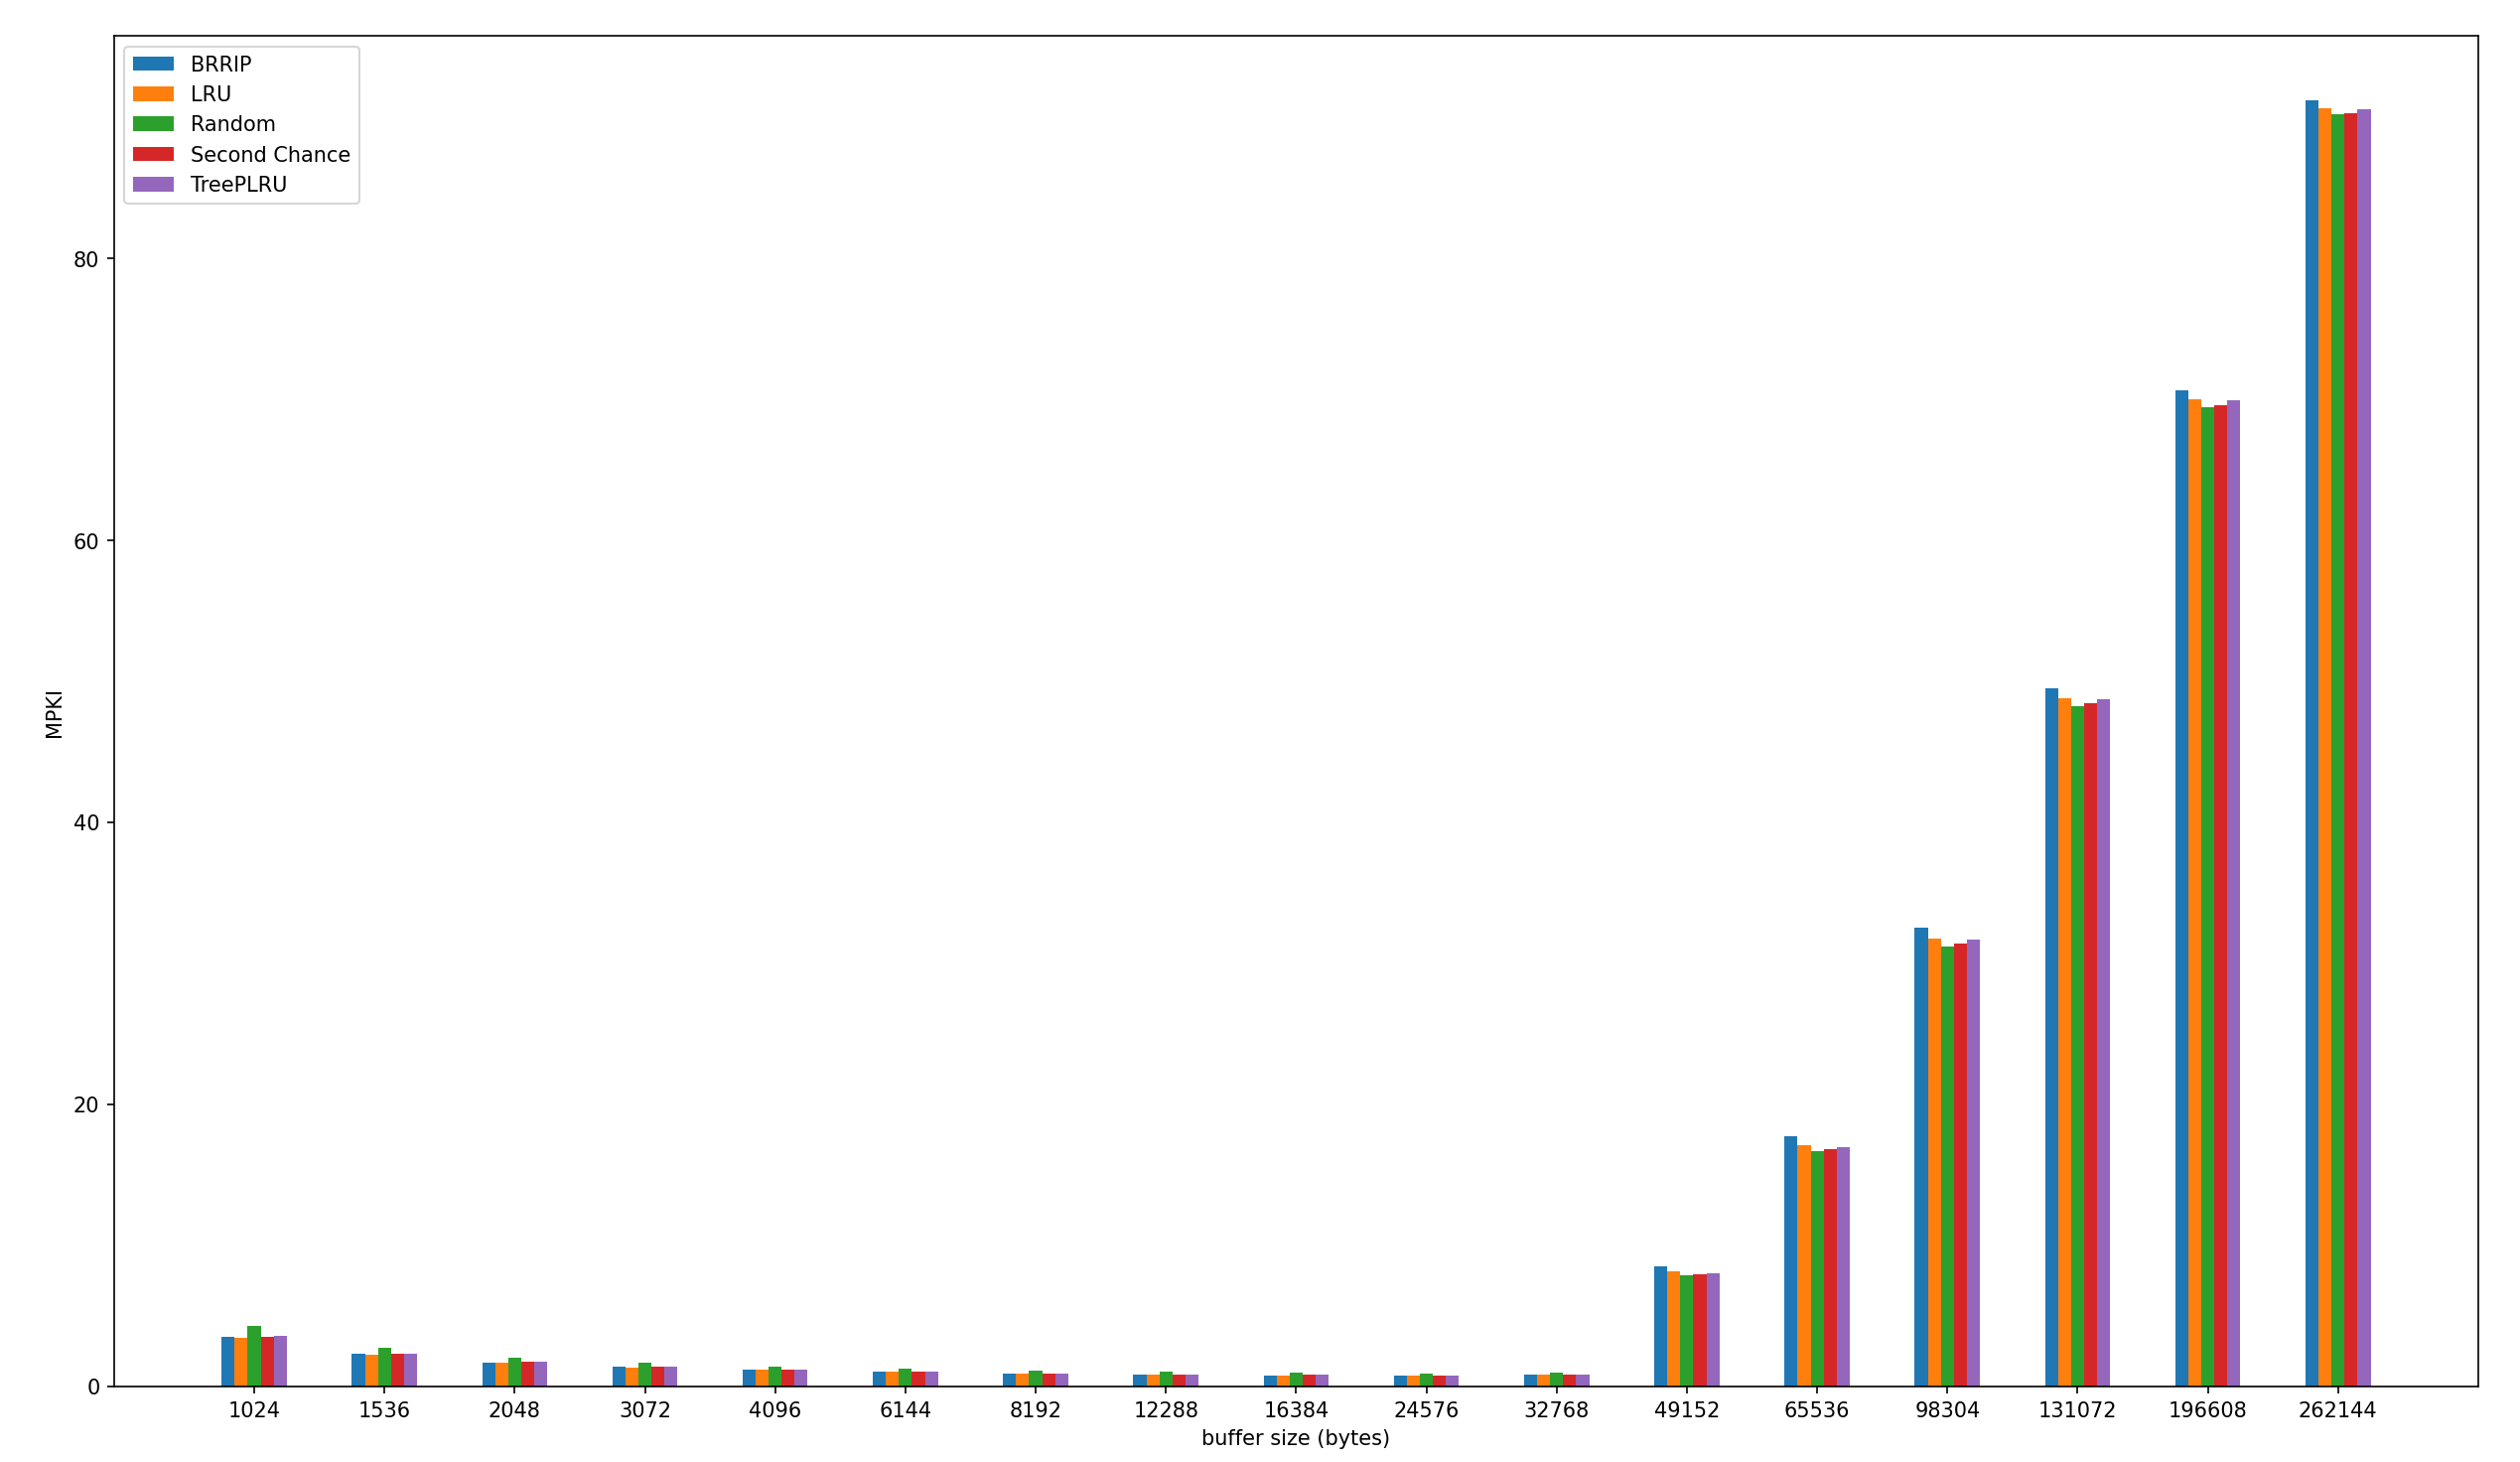 BRRIP
LRU
Random
Second Chance
TreePLRU
80
60
40
20
0
MPKI
1024 1536 2048 3072 4096 6144 8192 12288 16384 24576 32768 49152 65536 98304 131072 196608 262144
buffer size (bytes)